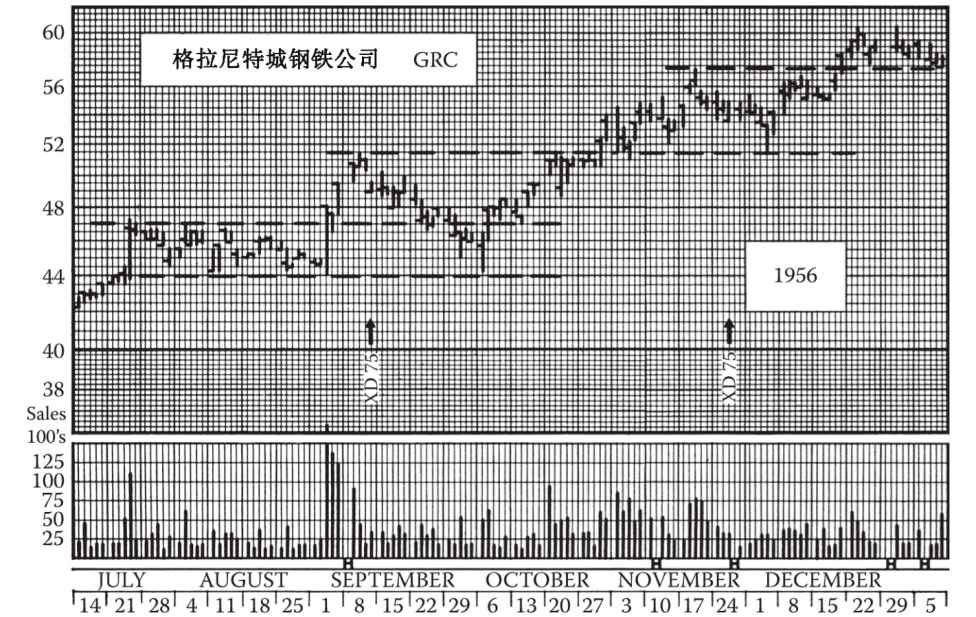 格拉尼特城钢铁公司 GRC
60
56
52
48
44
40
38
1956
XD 75
XD 75
Sales
100's
125
100
75
50
25
H H H H H
JULY AUGUST SEPTEMBER OCTOBER NOVEMBER DECEMBER
14 21 28 4 11 18 25 1 8 15 22 29 6 13 20 27 3 10 17 24 1 8 15 22 29 5